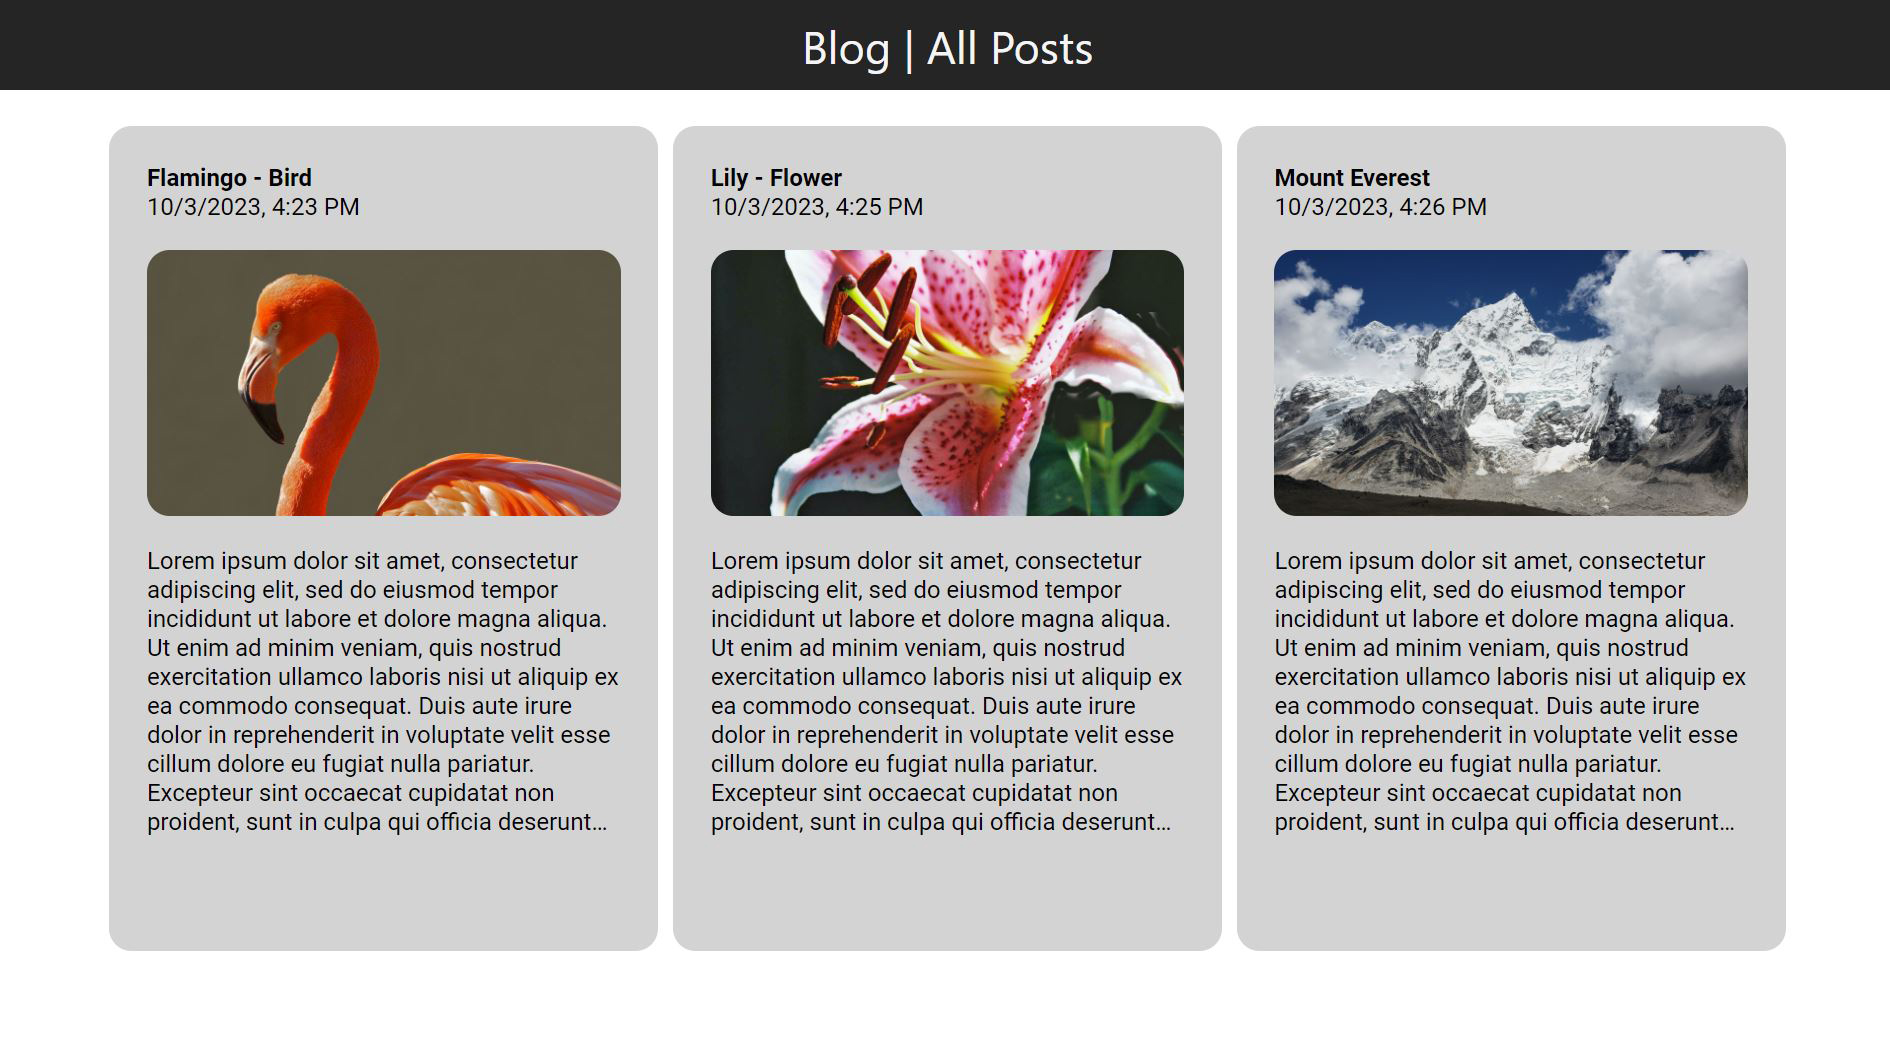 Blog | All Posts
Flamingo - Bird
10/3/2023, 4:23 PM
Lorem ipsum dolor sit amet, consectetur
adipiscing elit, sed do eiusmod tempor
incididunt ut labore et dolore magna aliqua.
Ut enim ad minim veniam, quis nostrud
exercitation ullamco laboris nisi ut aliquip ex
ea commodo consequat. Duis aute irure
dolor in reprehenderit in voluptate velit esse
cillum dolore eu fugiat nulla pariatur.
Excepteur sint occaecat cupidatat non
proident, sunt in culpa qui officia deserunt...
Lily - Flower
10/3/2023, 4:25 PM
Lorem ipsum dolor sit amet, consectetur
adipiscing elit, sed do eiusmod tempor
incididunt ut labore et dolore magna aliqua.
Ut enim ad minim veniam, quis nostrud
exercitation ullamco laboris nisi ut aliquip ex
ea commodo consequat. Duis aute irure
dolor in reprehenderit in voluptate velit esse
cillum dolore eu fugiat nulla pariatur.
Excepteur sint occaecat cupidatat non
proident, sunt in culpa qui officia deserunt...
Mount Everest
10/3/2023, 4:26 PM
Lorem ipsum dolor sit amet, consectetur
adipiscing elit, sed do eiusmod tempor
incididunt ut labore et dolore magna aliqua.
Ut enim ad minim veniam, quis nostrud
exercitation ullamco laboris nisi ut aliquip ex
ea commodo consequat. Duis aute irure
dolor in reprehenderit in voluptate velit esse
cillum dolore eu fugiat nulla pariatur.
Excepteur sint occaecat cupidatat non
proident, sunt in culpa qui officia deserunt...